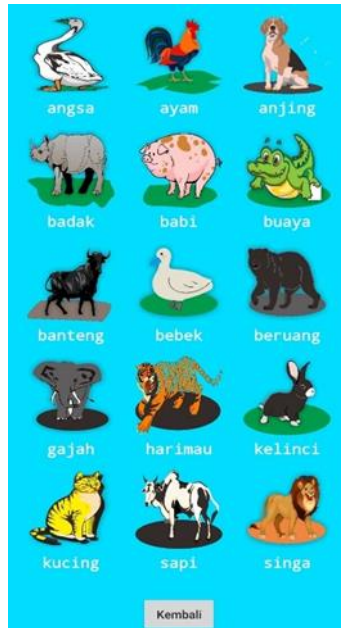 angsa ayam anjing
badak babi buaya
banteng bebek beruang
gajah harimau kelinci
kucing sapi singa
Kembali